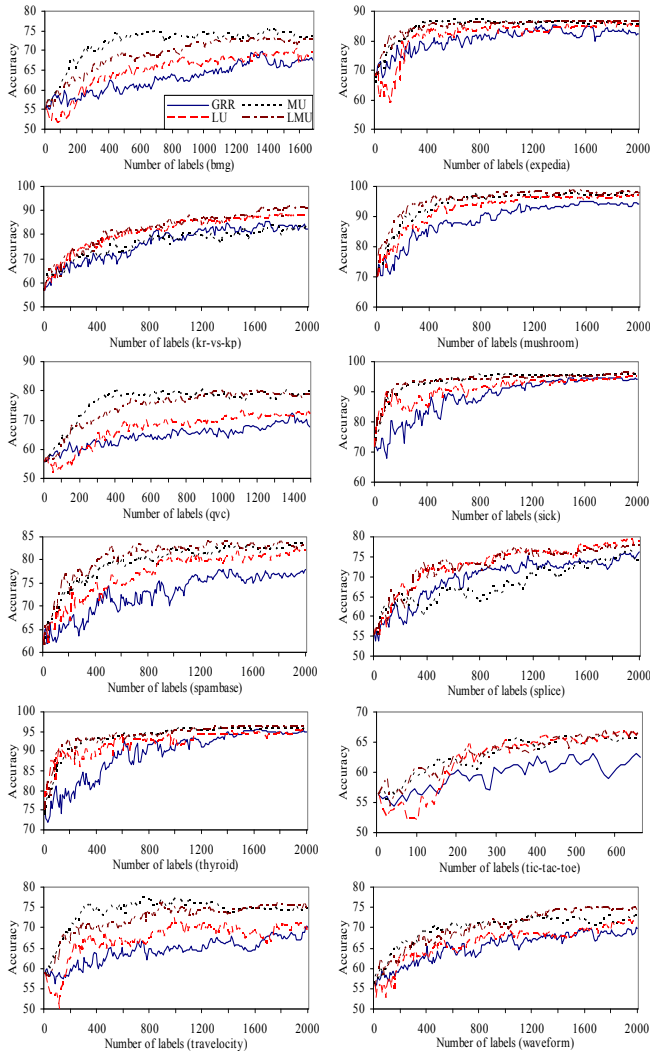 80
75
70
65
60
55
50
Accuracy
GRR
MU
LU
LMU
0 200 400 600 800 1000 1200 1400 1600
Number of labels (bmg)
90
80
70
60
50
Accuracy
0 400 800 1200 1600 2000
Number of labels (expedia)
100
90
80
70
60
50
Accuracy
0 400 800 1200 1600 2000
Number of labels (kr-vs-kp)
100
90
80
70
60
Accuracy
0 400 800 1200 1600 2000
Number of labels (mushroom)
90
80
70
60
50
Accuracy
0 200 400 600 800 1000 1200 1400
Number of labels (qvc)
100
90
80
70
60
Accuracy
0 400 800 1200 1600 2000
Number of labels (sick)
85
80
75
70
65
60
Accuracy
0 400 800 1200 1600 2000
Number of labels (spambase)
80
75
70
65
60
55
50
Accuracy
0 400 800 1200 1600 2000
Number of labels (splice)
100
95
90
85
80
75
70
Accuracy
0 400 800 1200 1600 2000
Number of labels (thyroid)
70
65
60
55
50
Accuracy
0 100 200 300 400 500 600
Number of labels (tic-tac-toe)
80
75
70
65
60
55
50
Accuracy
0 400 800 1200 1600 2000
Number of labels (travelocity)
80
75
70
65
60
55
50
Accuracy
0 400 800 1200 1600 2000
Number of labels (waveform)